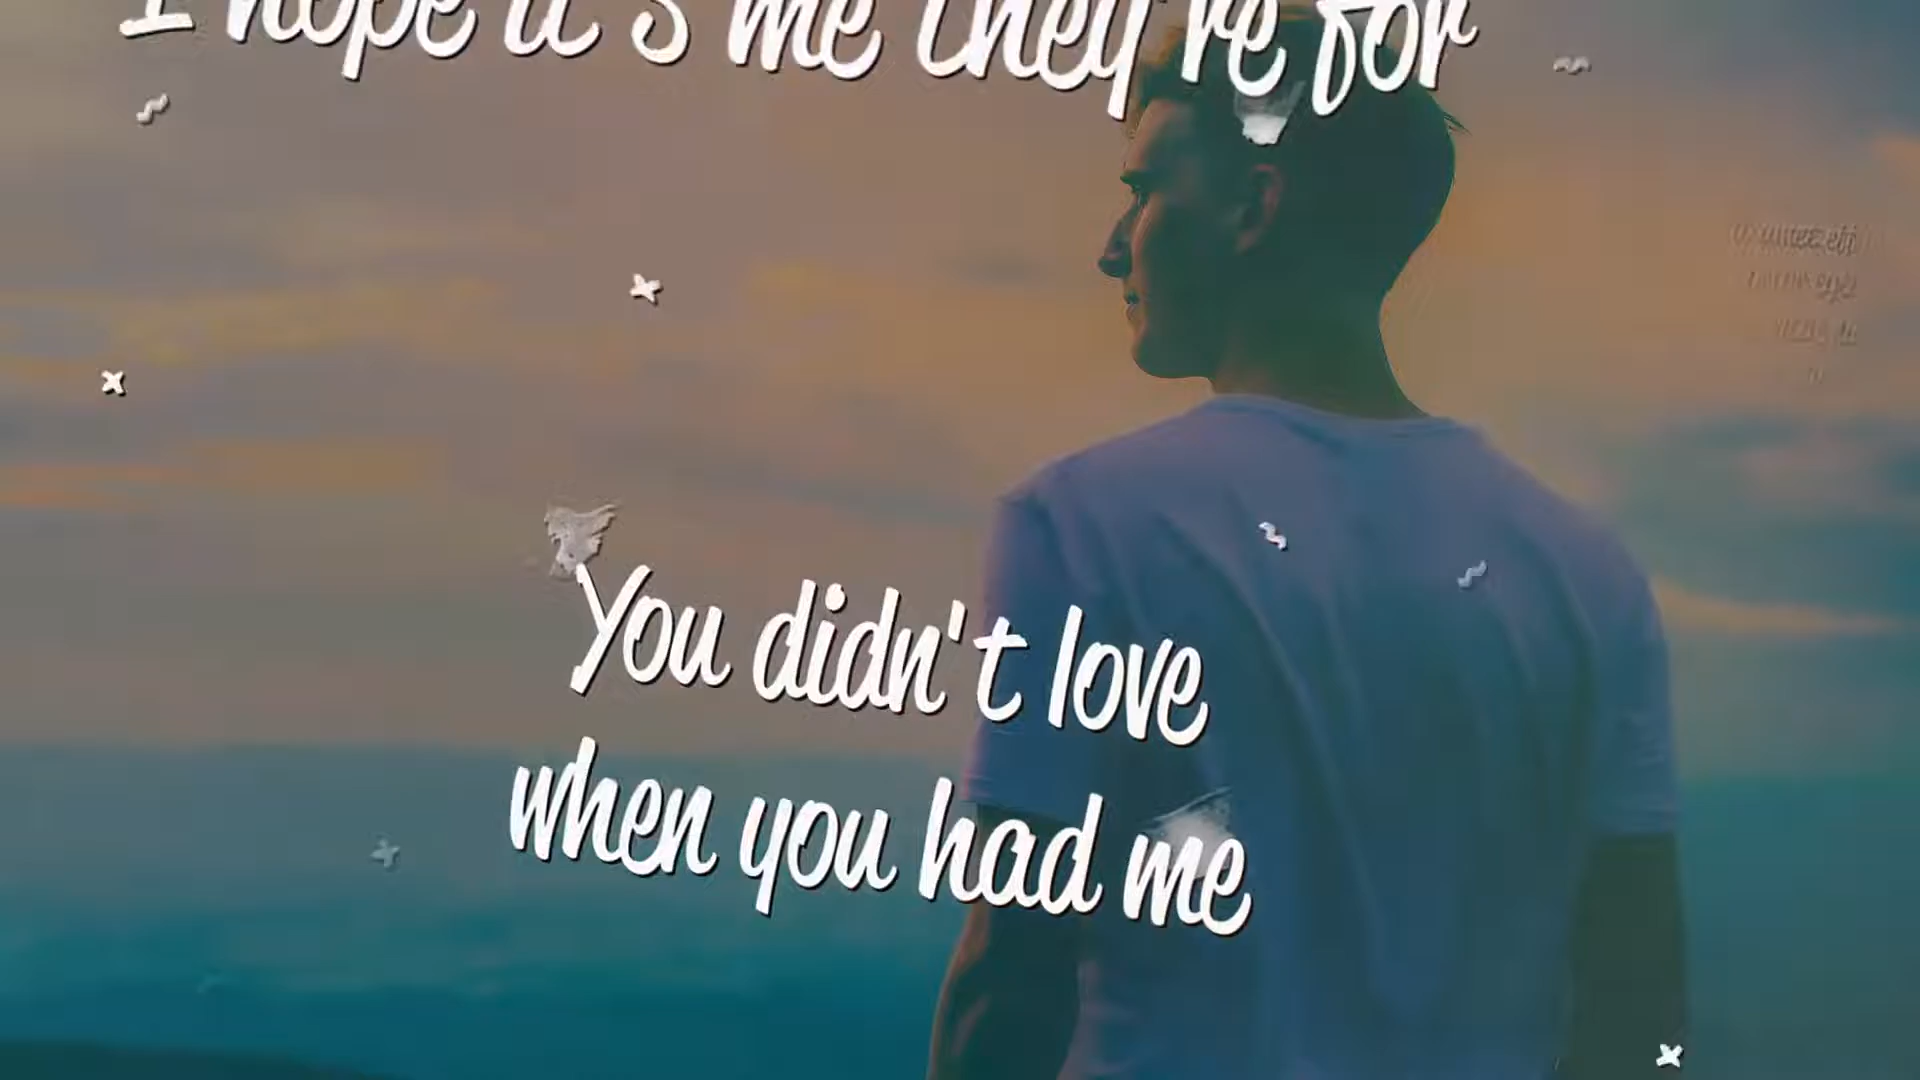 I hope it's me they're for
You didn't love
when you had me